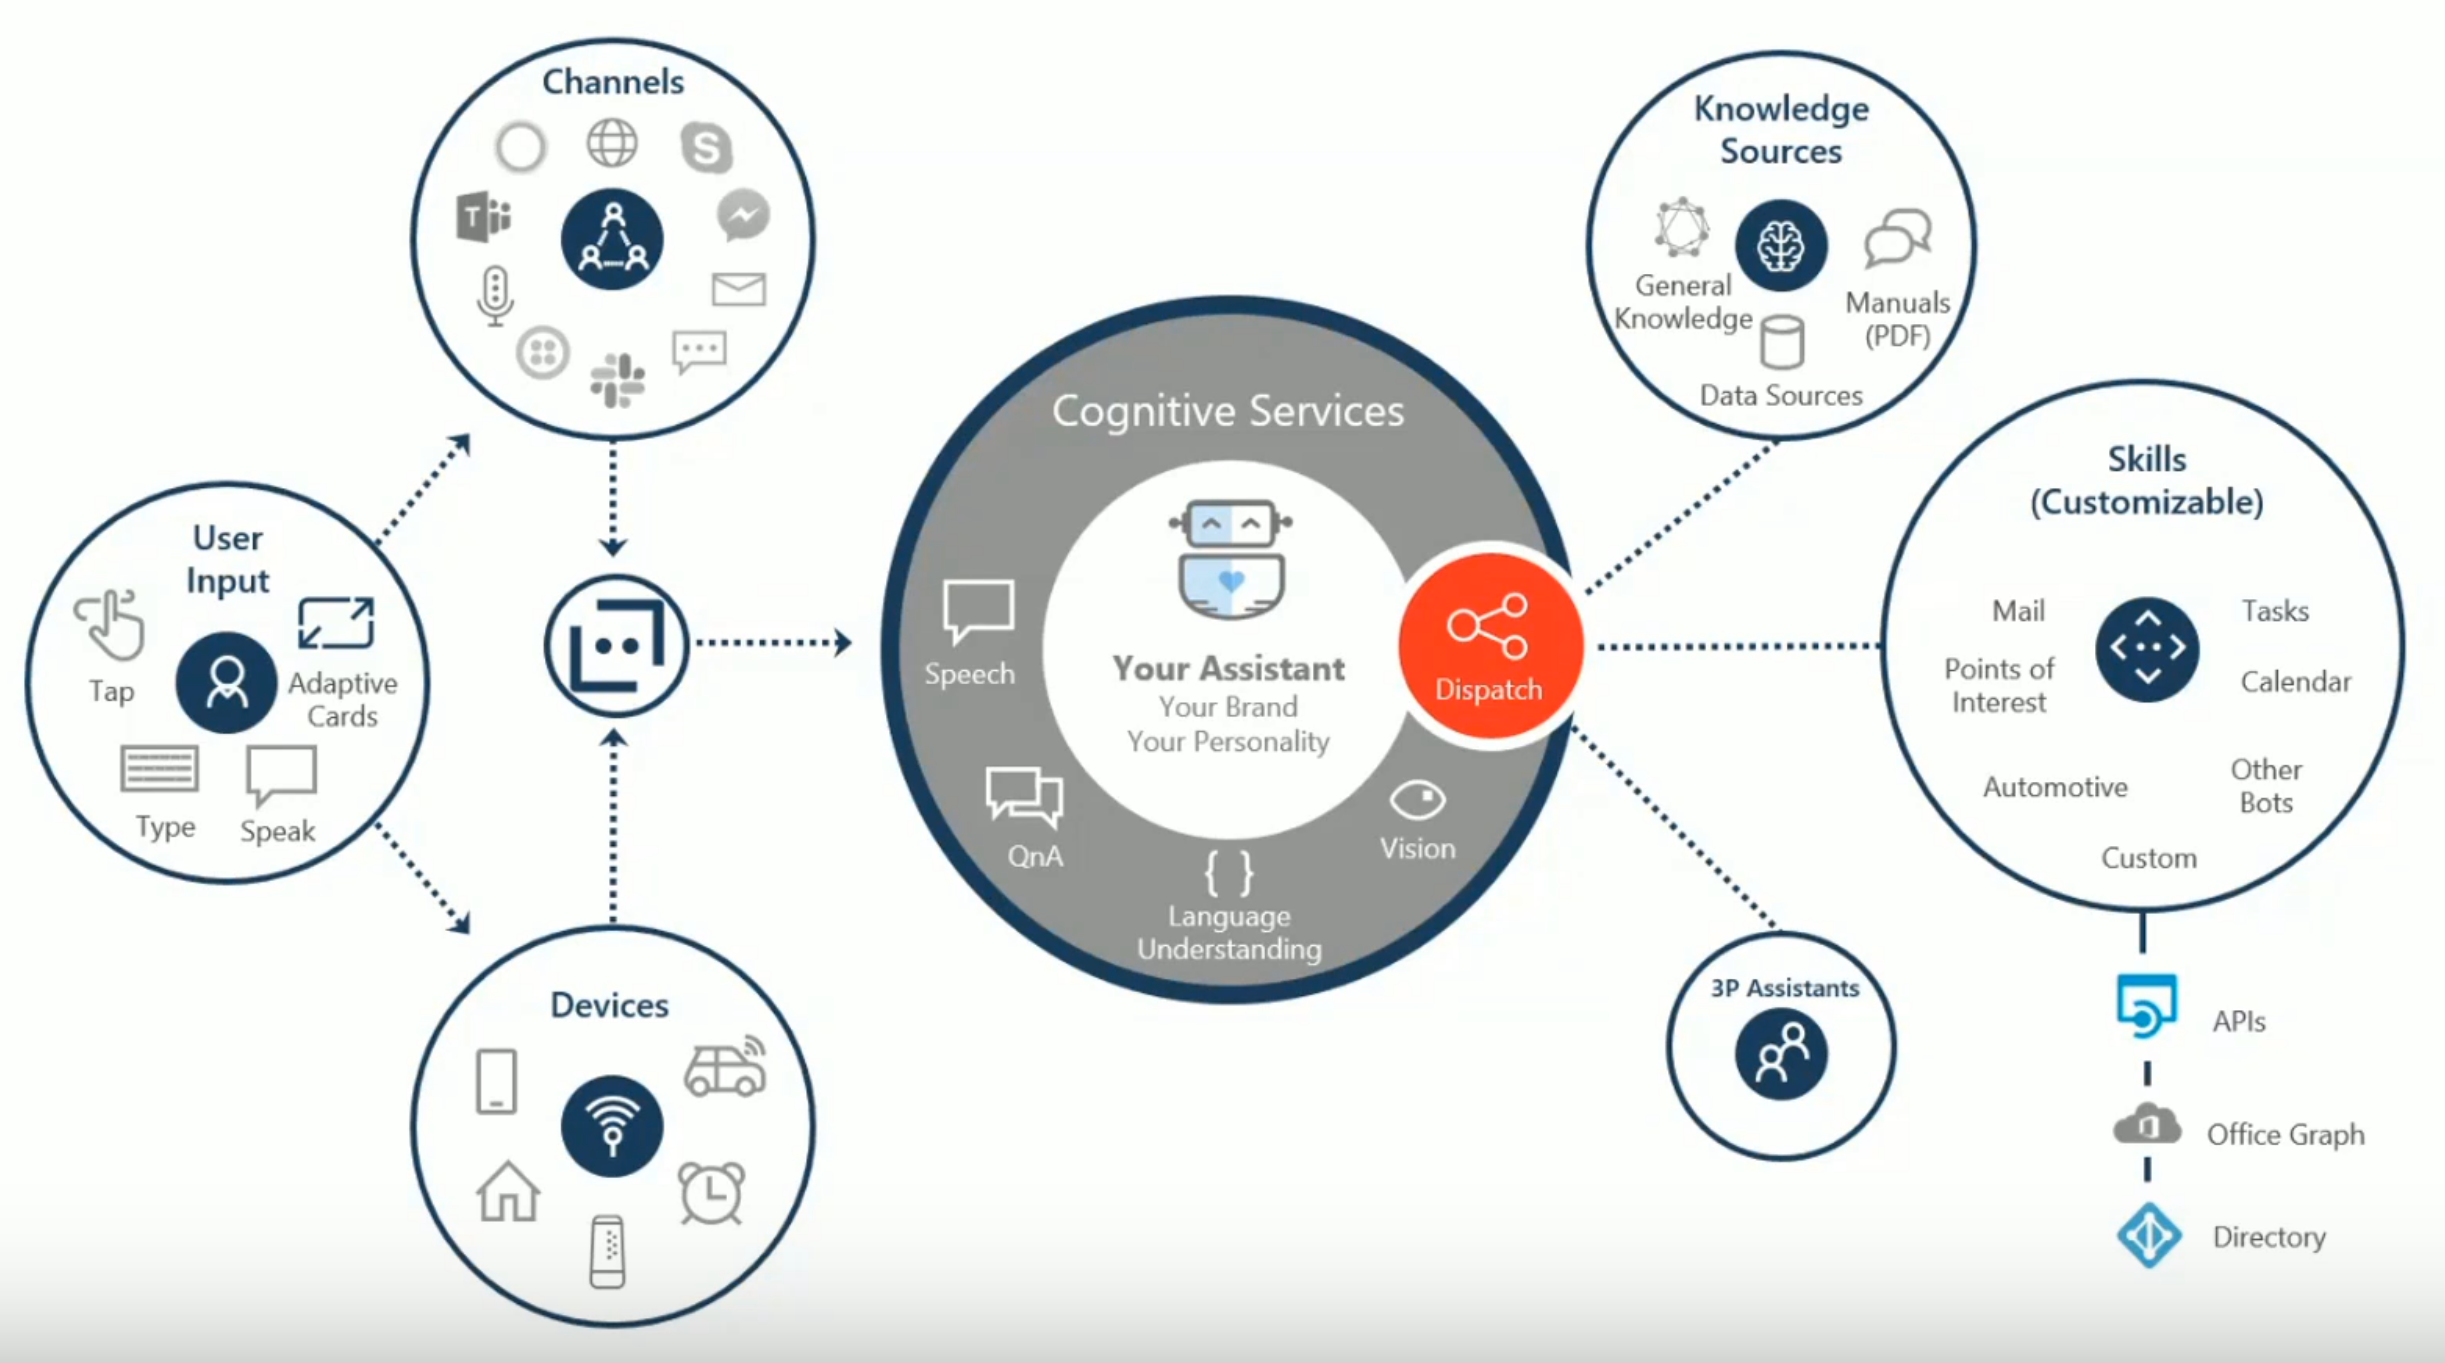 Channels
S
T
User
Input
Tap
Adaptive
Cards
Type
Speak
Devices
Cognitive Services
Speech
Your Assistant
Your Brand
Your Personality
Dispatch
QnA
Vision
{ }
Language
Understanding
Knowledge
Sources
General
Knowledge
Manuals
(PDF)
Data Sources
Skills
(Customizable)
Mail
Tasks
Points of
Interest
Calendar
Automotive
Other
Bots
Custom
3P Assistants
APIs
Office Graph
Directory